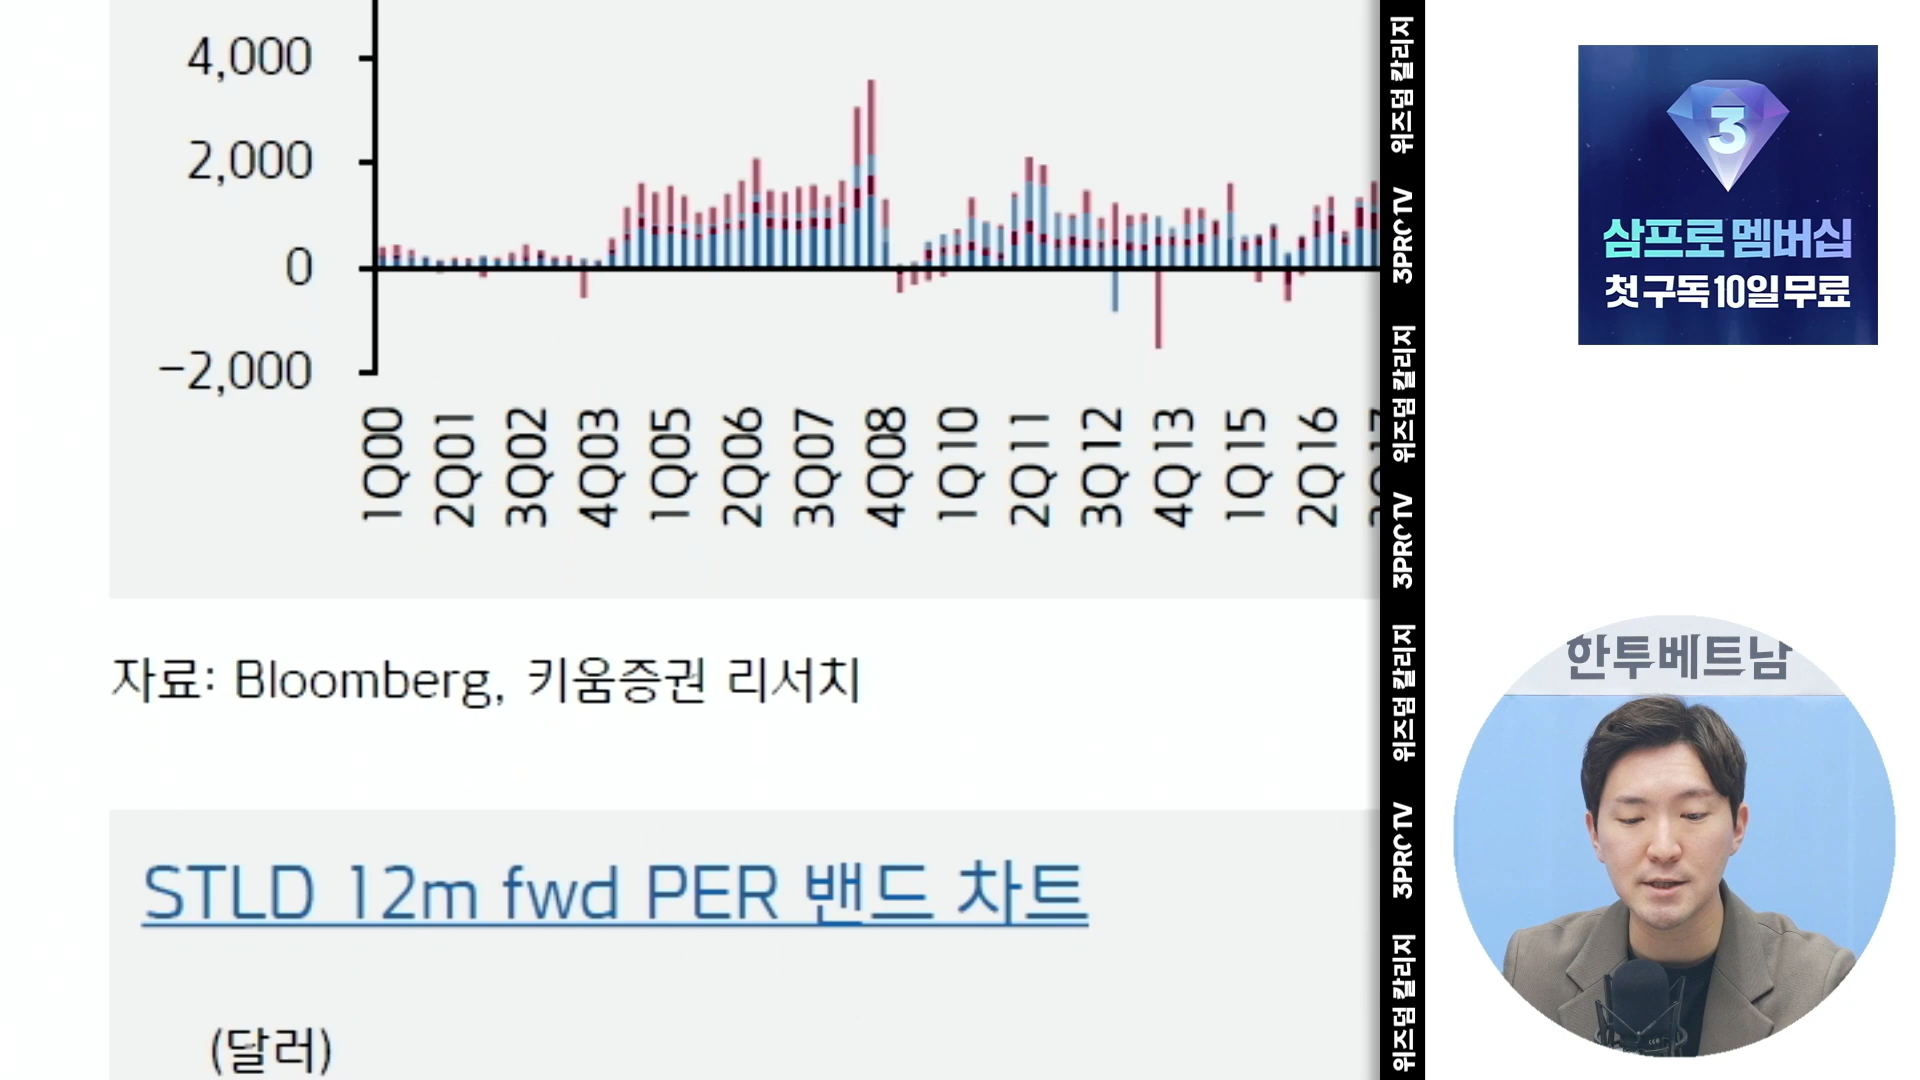 4,000
2,000
0
-2,000
1Q00
2Q01
3Q02
4Q03
1Q05
2Q06
3Q07
4Q08
1Q10
2Q11
3Q12
4Q13
1Q15
2Q16
자료: Bloomberg, 키움증권 리서치
STLD 12m fwd PER 밴드 차트
(달러)
위즈덤 칼리지
3PROTV
위즈덤 칼리지
3PROTV
위즈덤 칼리지
3PROTV
위즈덤 칼리지
3
삼프로 멤버십
첫 구독 10일 무료
한투베트남